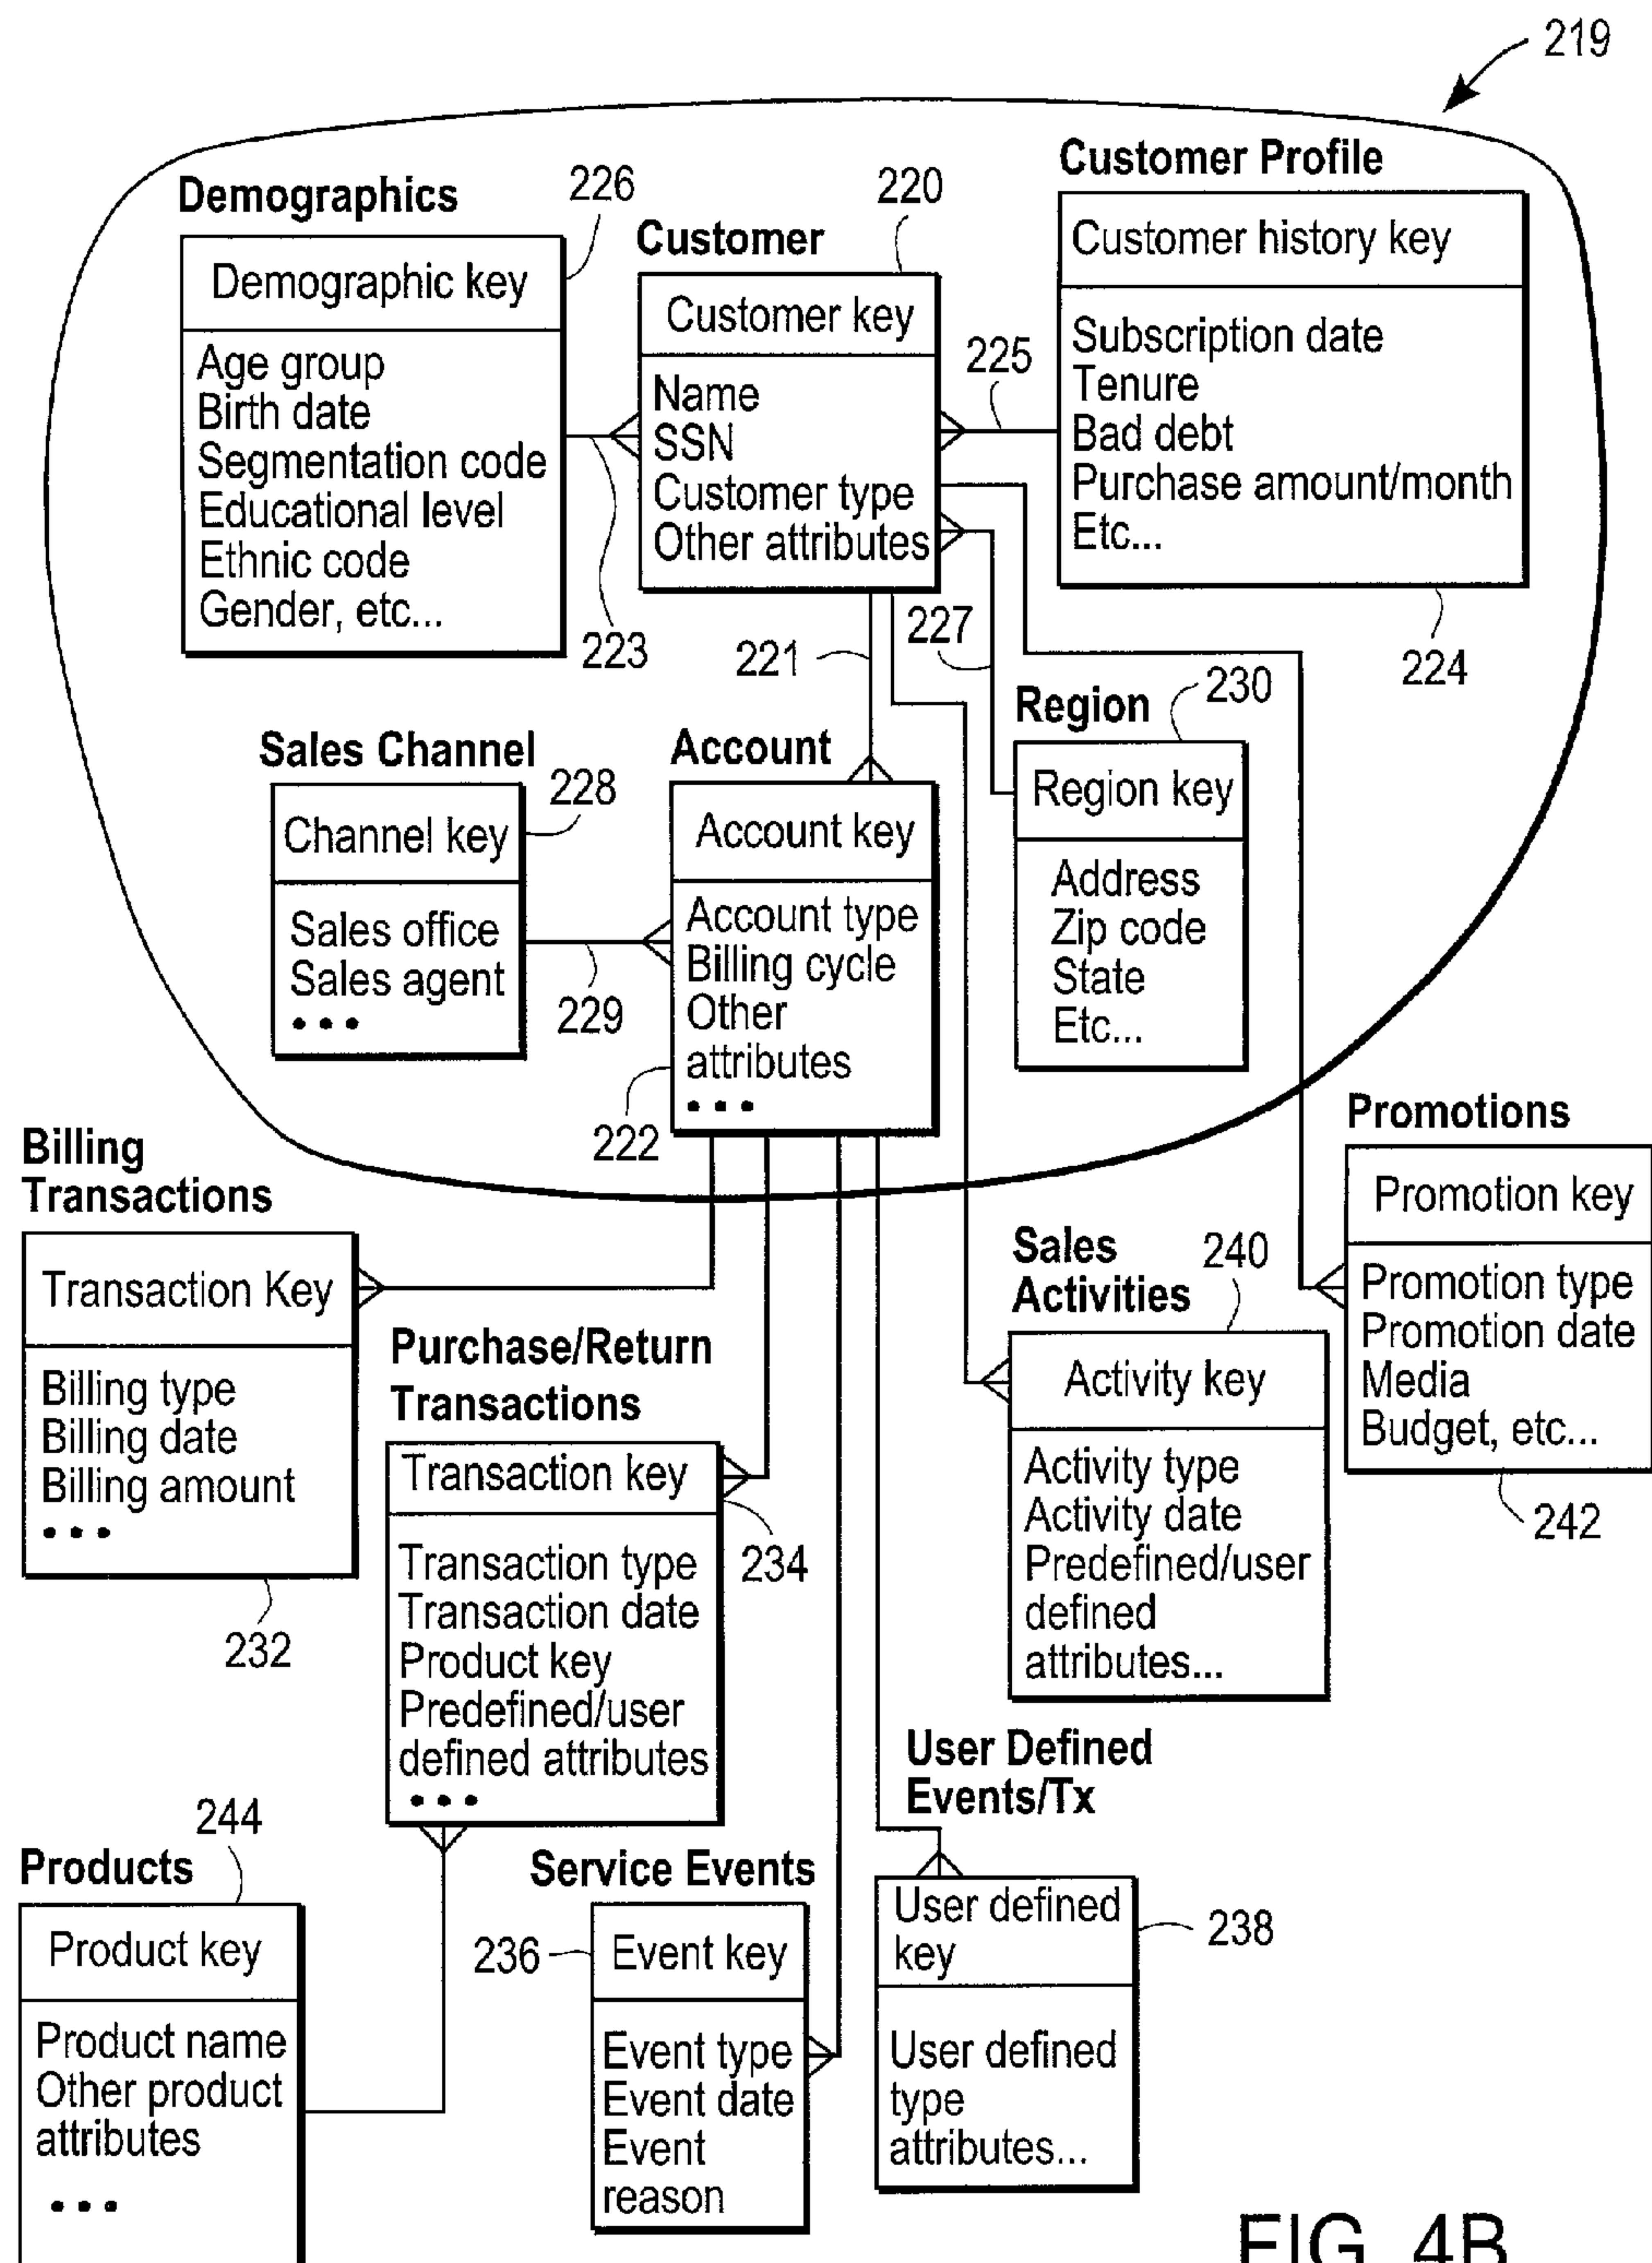 219
Demographics
226
Demographic key
Age group
Birth date
Segmentation code
Educational level
Ethnic code
Gender, etc...
223
Customer
220
Customer key
Name
SSN
Customer type
Other attributes
225
Customer Profile
Customer history key
Subscription date
Tenure
Bad debt
Purchase amount/month
Etc...
224
221
227
Sales Channel
228
Channel key
Sales office
Sales agent
•••
229
Account
Account key
Account type
Billing cycle
Other
attributes
•••
222
Region
230
Region key
Address
Zip code
State
Etc...
Billing
Transactions
Transaction Key
Billing type
Billing date
Billing amount
•••
232
Purchase/Return
Transactions
Transaction key
Transaction type
Transaction date
Product key
Predefined/user
defined attributes
•••
234
Sales
Activities
240
Activity key
Activity type
Activity date
Predefined/user
defined
attributes...
Promotions
Promotion key
Promotion type
Promotion date
Media
Budget, etc...
242
Products
244
Product key
Product name
Other product
attributes
•••
Service Events
236
Event key
Event type
Event date
Event
reason
User Defined
Events/Tx
User defined
key
User defined
type
attributes...
238
FIG. 4B